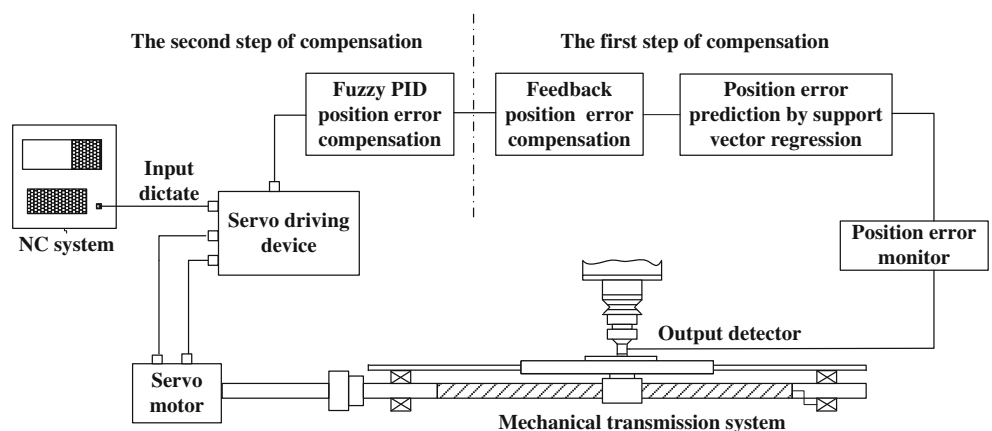 The second step of compensation
The first step of compensation
Fuzzy PID
position error
compensation
Feedback
position error
compensation
Position error
prediction by support
vector regression
Input
dictate
NC system
Servo driving
device
Position error
monitor
Output detector
Servo
motor
Mechanical transmission system